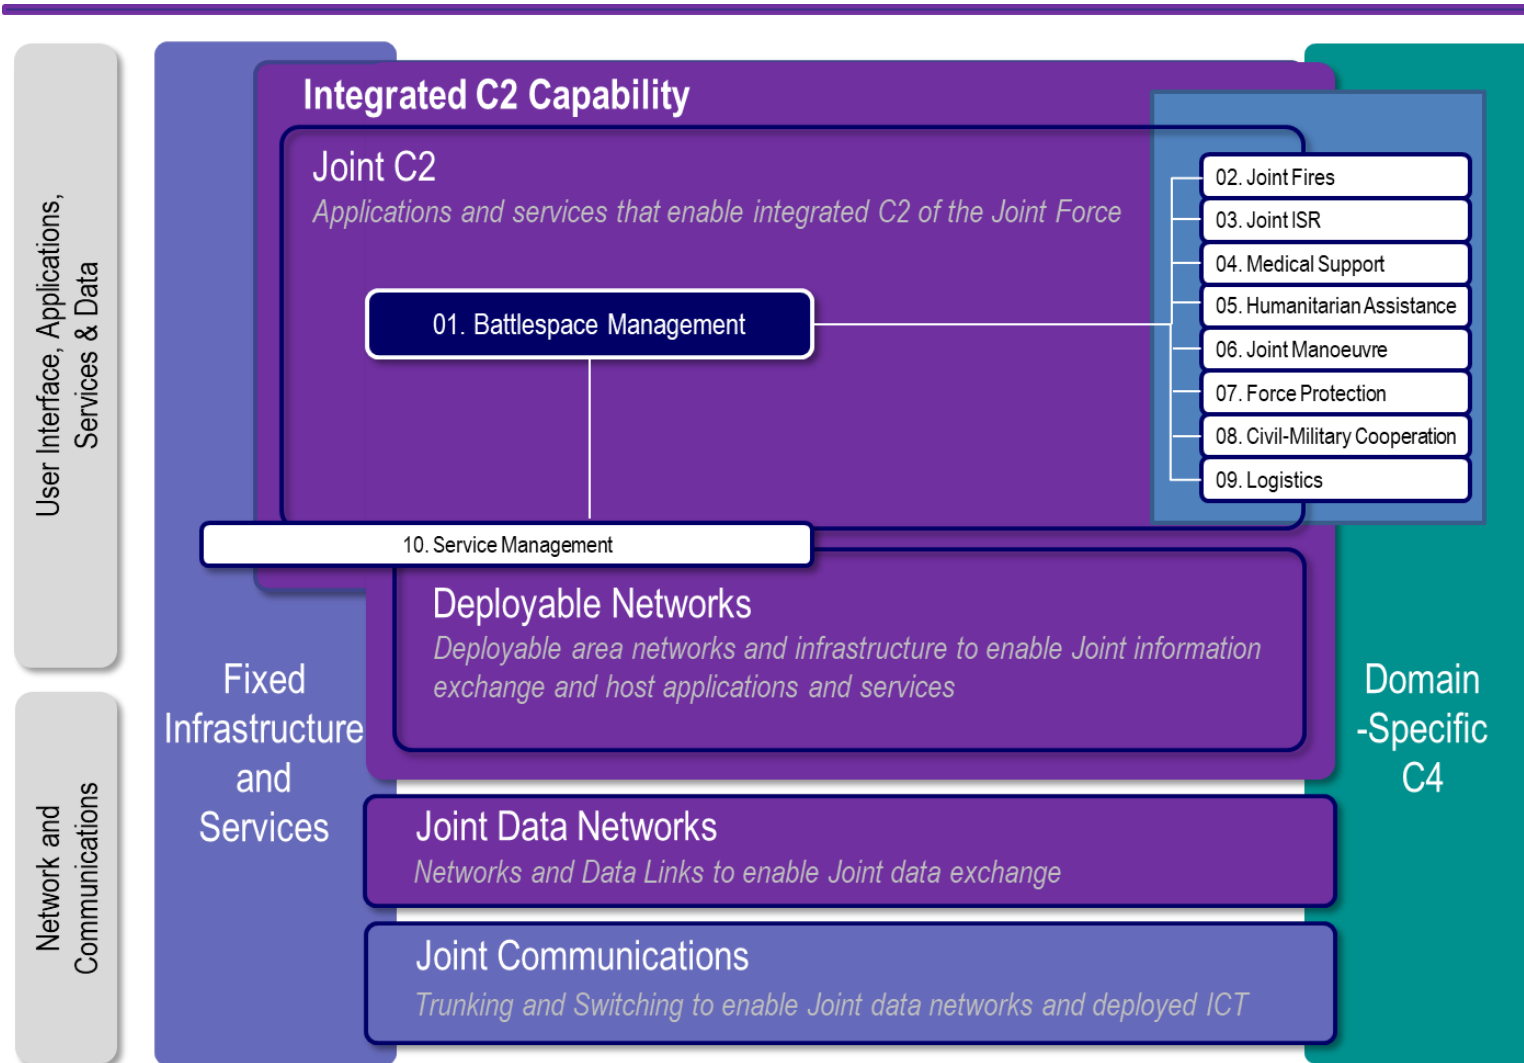 User Interface, Applications,
Services & Data
Network and
Communications
Integrated C2 Capability
Joint C2
Applications and services that enable integrated C2 of the Joint Force
01. Battlespace Management
02. Joint Fires
03. Joint ISR
04. Medical Support
05. Humanitarian Assistance
06. Joint Manoeuvre
07. Force Protection
08. Civil-Military Cooperation
09. Logistics
10. Service Management
Deployable Networks
Deployable area networks and infrastructure to enable Joint information
exchange and host applications and services
Fixed
Infrastructure
and
Services
Domain
-Specific
C4
Joint Data Networks
Networks and Data Links to enable Joint data exchange
Joint Communications
Trunking and Switching to enable Joint data networks and deployed ICT